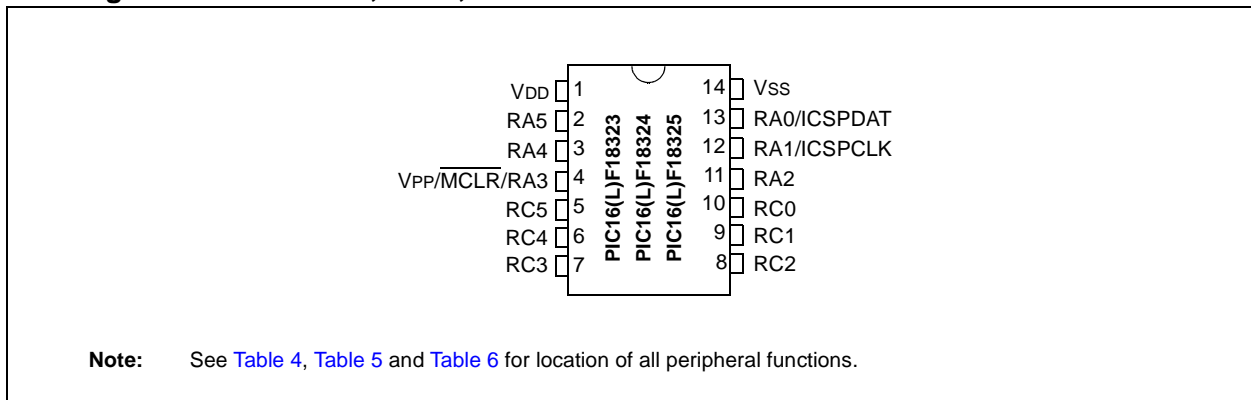 VDD 1 14 VSS
RA5 2 13 RA0/ICSPDAT
RA4 3 12 RA1/ICSPCLK
VPP/MCLR/RA3 4 11 RA2
RC5 5 10 RC0
RC4 6 9 RC1
RC3 7 8 RC2
PIC16(L)F18323
PIC16(L)F18324
PIC16(L)F18325
Note: See Table 4, Table 5 and Table 6 for location of all peripheral functions.